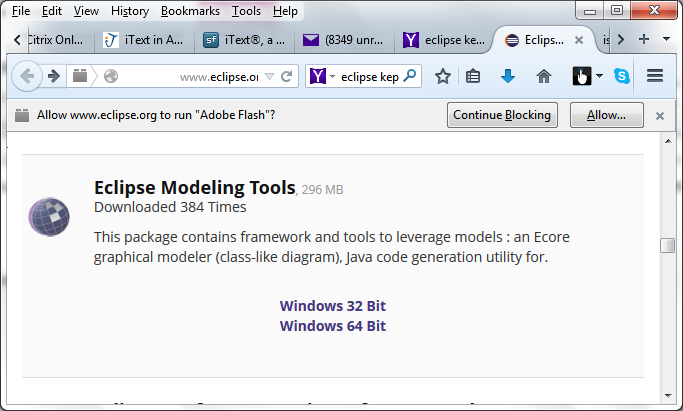 File Edit View History Bookmarks Tools Help
Citrix Onl... iText in A... iText®, a ... (8349 unr... eclipse ke... Eclips... is
www.eclipse.or eclipse kep
Allow www.eclipse.org to run "Adobe Flash"? Continue Blocking Allow...
Eclipse Modeling Tools, 296 MB
Downloaded 384 Times
This package contains framework and tools to leverage models : an Ecore
graphical modeler (class-like diagram), Java code generation utility for.
Windows 32 Bit
Windows 64 Bit